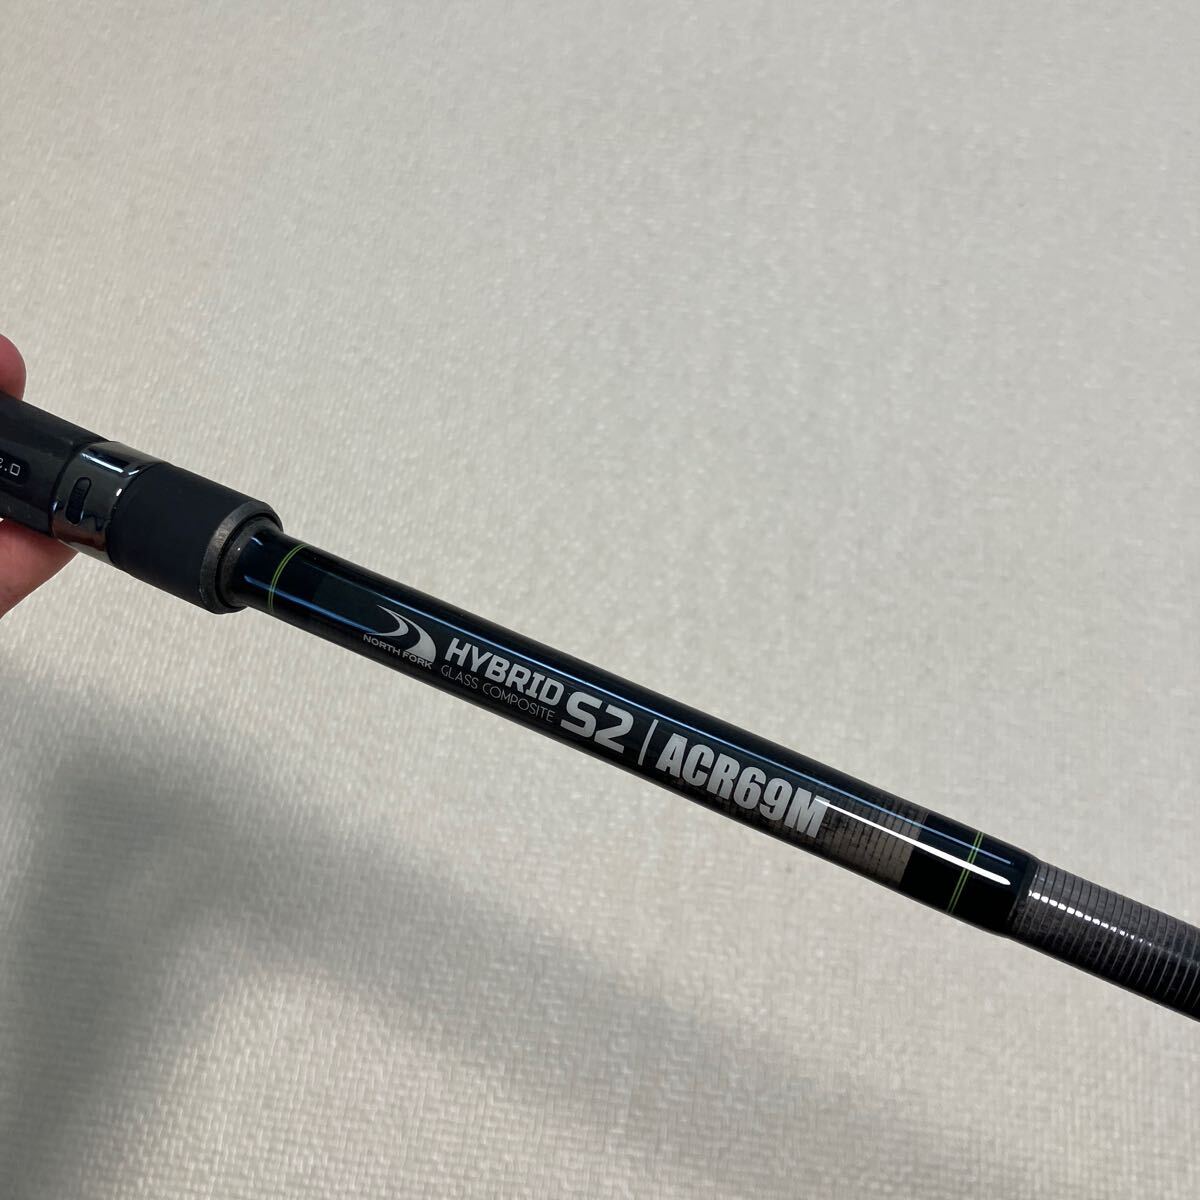 NORTH FORK
HYBRID S2 | ACR69M
GLASS COMPOSITE